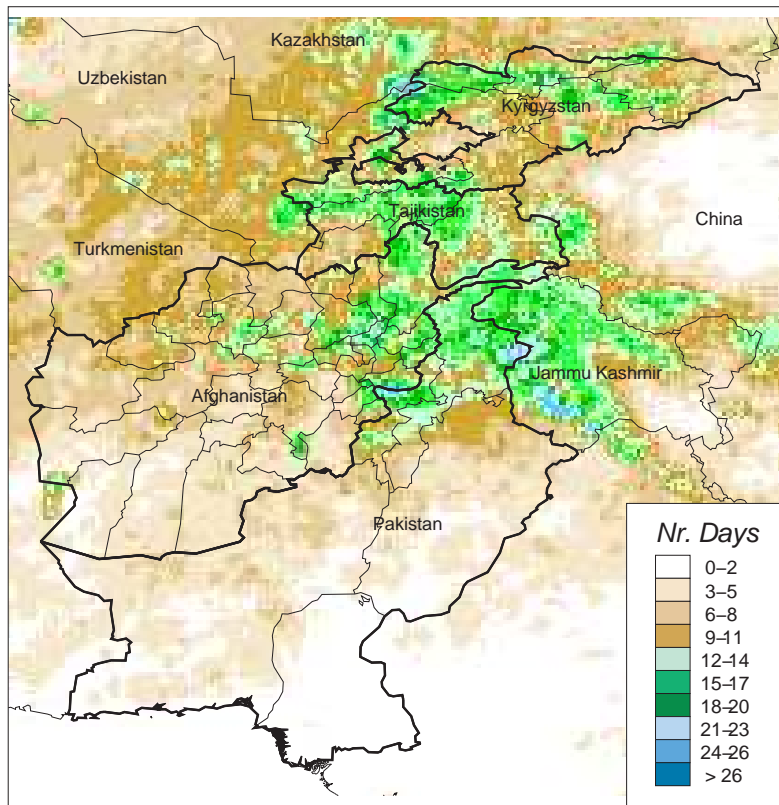 Kazakhstan
Uzbekistan
Kyrgyzstan
Tajikistan
China
Turkmenistan
Jammu Kashmir
Afghanistan
Pakistan
Nr. Days
0–2
3–5
6–8
9–11
12–14
15–17
18–20
21–23
24–26
> 26